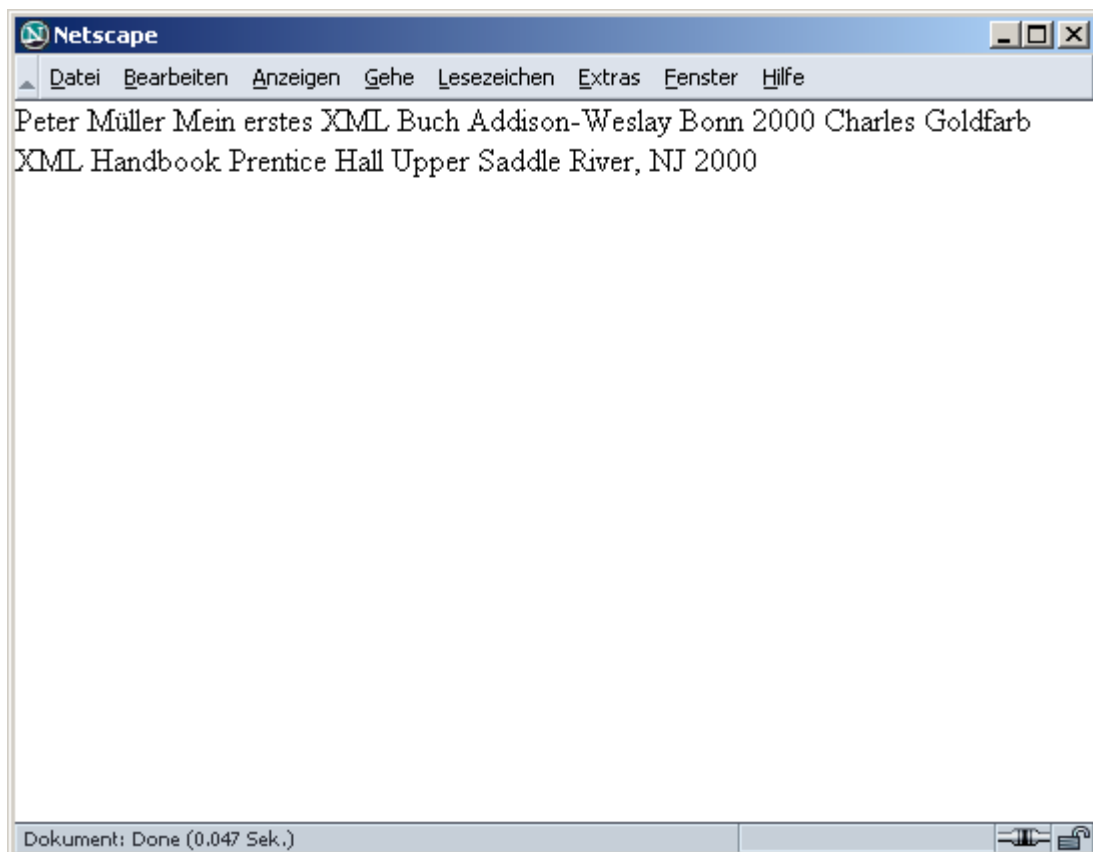 Netscape
Datei Bearbeiten Anzeigen Gehe Lesezeichen Extras Fenster Hilfe
Peter Müller Mein erstes XML Buch Addison-Weslay Bonn 2000 Charles Goldfarb
XML Handbook Prentice Hall Upper Saddle River, NJ 2000
Dokument: Done (0.047 Sek.)